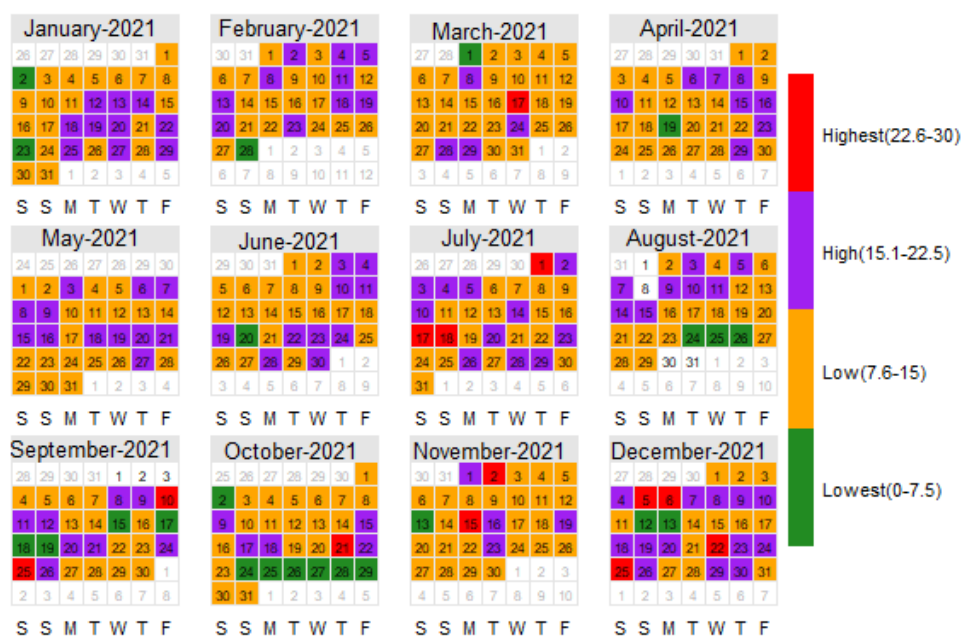 January-2021
26 27 28 29 30 31 1
2 3 4 5 6 7 8
9 10 11 12 13 14 15
16 17 18 19 20 21 22
23 24 25 26 27 28 29
30 31 1 2 3 4 5
S S M T W T F
February-2021
30 31 1 2 3 4 5
6 7 8 9 10 11 12
13 14 15 16 17 18 19
20 21 22 23 24 25 26
27 28 1 2 3 4 5
6 7 8 9 10 11 12
S S M T W T F
March-2021
27 28 1 2 3 4 5
6 7 8 9 10 11 12
13 14 15 16 17 18 19
20 21 22 23 24 25 26
27 28 29 30 31 1 2
3 4 5 6 7 8 9
S S M T W T F
April-2021
27 28 29 30 31 1 2
3 4 5 6 7 8 9
10 11 12 13 14 15 16
17 18 19 20 21 22 23
24 25 26 27 28 29 30
1 2 3 4 5 6 7
S S M T W T F
May-2021
24 25 26 27 28 29 30
1 2 3 4 5 6 7
8 9 10 11 12 13 14
15 16 17 18 19 20 21
22 23 24 25 26 27 28
29 30 31 1 2 3 4
S S M T W T F
June-2021
29 30 31 1 2 3 4
5 6 7 8 9 10 11
12 13 14 15 16 17 18
19 20 21 22 23 24 25
26 27 28 29 30 1 2
3 4 5 6 7 8 9
S S M T W T F
July-2021
26 27 28 29 30 1 2
3 4 5 6 7 8 9
10 11 12 13 14 15 16
17 18 19 20 21 22 23
24 25 26 27 28 29 30
31 1 2 3 4 5 6
S S M T W T F
August-2021
31 1 2 3 4 5 6
7 8 9 10 11 12 13
14 15 16 17 18 19 20
21 22 23 24 25 26 27
28 29 30 31 1 2 3
4 5 6 7 8 9 10
S S M T W T F
September-2021
28 29 30 31 1 2 3
4 5 6 7 8 9 10
11 12 13 14 15 16 17
18 19 20 21 22 23 24
25 26 27 28 29 30 1
2 3 4 5 6 7 8
S S M T W T F
October-2021
25 26 27 28 29 30 1
2 3 4 5 6 7 8
9 10 11 12 13 14 15
16 17 18 19 20 21 22
23 24 25 26 27 28 29
30 31 1 2 3 4 5
S S M T W T F
November-2021
30 31 1 2 3 4 5
6 7 8 9 10 11 12
13 14 15 16 17 18 19
20 21 22 23 24 25 26
27 28 29 30 1 2 3
4 5 6 7 8 9 10
S S M T W T F
December-2021
27 28 29 30 1 2 3
4 5 6 7 8 9 10
11 12 13 14 15 16 17
18 19 20 21 22 23 24
25 26 27 28 29 30 31
1 2 3 4 5 6 7
S S M T W T F
Highest(22.6-30)
High(15.1-22.5)
Low(7.6-15)
Lowest(0-7.5)